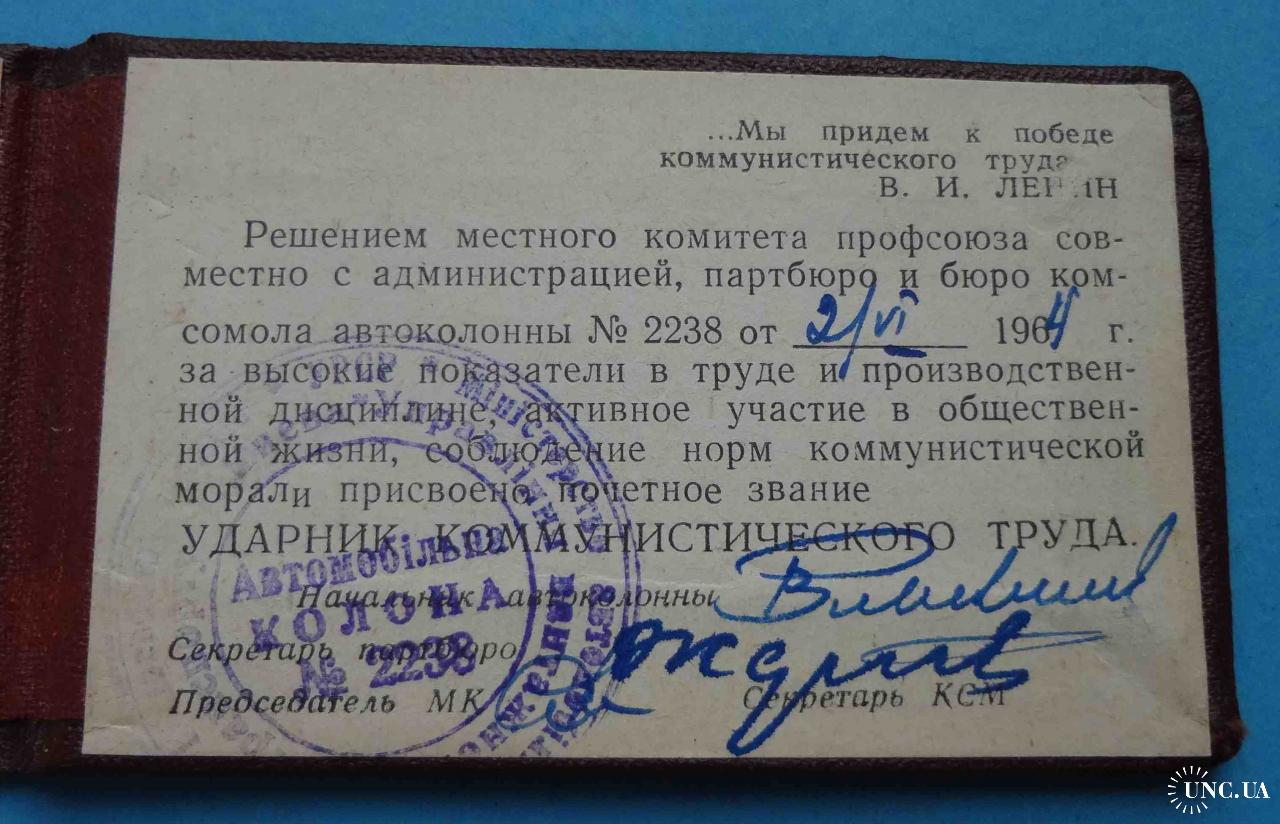 ...Мы придем к победе
коммунистического труда
В. И. ЛЕНИН
Решением местного комитета профсоюза сов-
местно с администрацией, партбюро и бюро ком-
сомола автоколонны № 2238 от 2/VI 1964 г.
за высокие показатели в труде и производствен-
ной дисциплине, активное участие в обществен-
ной жизни, соблюдение норм коммунистической
морали присвоено почетное звание
УДАРНИК КОММУНИСТИЧЕСКОГО ТРУДА.
Начальник автоколонны
Секретарь партбюро
Председатель МК Секретарь КСМ
Автомобільна
КОЛОНА
№ 2238
UNC.UA